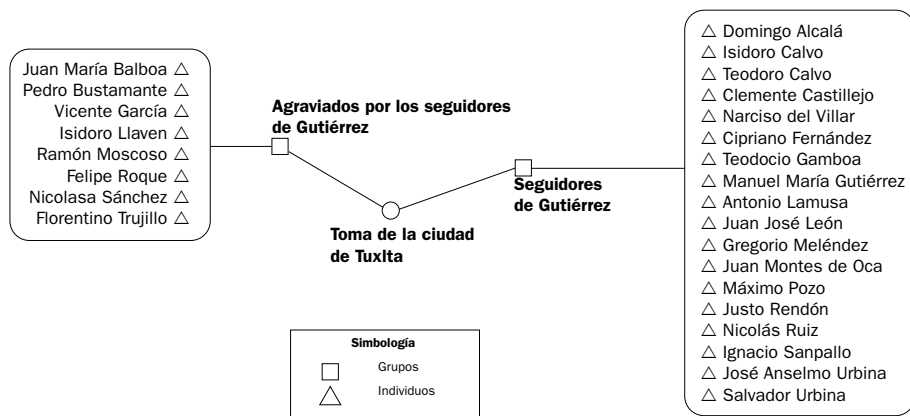 Juan María Balboa
Pedro Bustamante
Vicente García
Isidoro Llaven
Ramón Moscoso
Felipe Roque
Nicolasa Sánchez
Florentino Trujillo
Agraviados por los seguidores
de Gutiérrez
Toma de la ciudad
de Tuxlta
Seguidores
de Gutiérrez
Domingo Alcalá
Isidoro Calvo
Teodoro Calvo
Clemente Castillejo
Narciso del Villar
Cipriano Fernández
Teodocio Gamboa
Manuel María Gutiérrez
Antonio Lamusa
Juan José León
Gregorio Meléndez
Juan Montes de Oca
Máximo Pozo
Justo Rendón
Nicolás Ruiz
Ignacio Sanpallo
José Anselmo Urbina
Salvador Urbina
Simbología
Grupos
Individuos